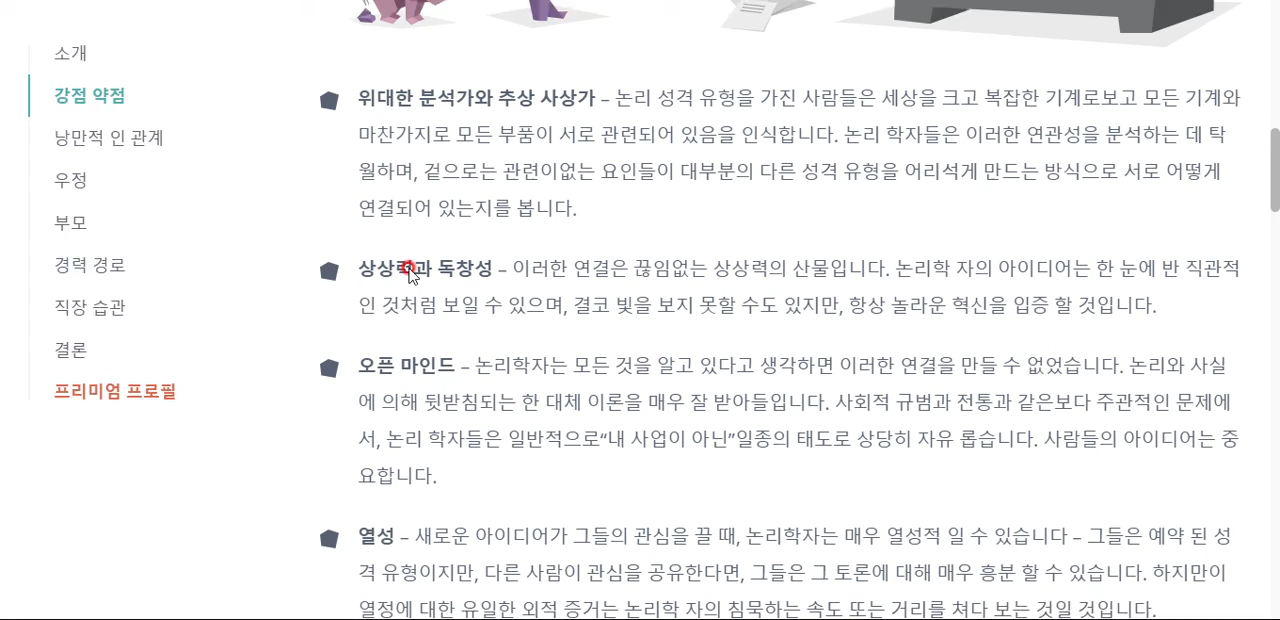 소개
강점 약점
낭만적 인 관계
우정
부모
경력 경로
직장 습관
결론
프리미엄 프로필
위대한 분석가와 추상 사상가 – 논리 성격 유형을 가진 사람들은 세상을 크고 복잡한 기계로보고 모든 기계와
마찬가지로 모든 부품이 서로 관련되어 있음을 인식합니다. 논리 학자들은 이러한 연관성을 분석하는 데 탁
월하며, 겉으로는 관련이없는 요인들이 대부분의 다른 성격 유형을 어리석게 만드는 방식으로 서로 어떻게
연결되어 있는지를 봅니다.
상상력과 독창성 – 이러한 연결은 끊임없는 상상력의 산물입니다. 논리학 자의 아이디어는 한 눈에 반 직관적
인 것처럼 보일 수 있으며, 결코 빛을 보지 못할 수도 있지만, 항상 놀라운 혁신을 입증 할 것입니다.
오픈 마인드 – 논리학자는 모든 것을 알고 있다고 생각하면 이러한 연결을 만들 수 없었습니다. 논리와 사실
에 의해 뒷받침되는 한 대체 이론을 매우 잘 받아들입니다. 사회적 규범과 전통과 같은보다 주관적인 문제에
서, 논리 학자들은 일반적으로“내 사업이 아닌”일종의 태도로 상당히 자유 롭습니다. 사람들의 아이디어는 중
요합니다.
열성 – 새로운 아이디어가 그들의 관심을 끌 때, 논리학자는 매우 열성적 일 수 있습니다 – 그들은 예약 된 성
격 유형이지만, 다른 사람이 관심을 공유한다면, 그들은 그 토론에 대해 매우 흥분 할 수 있습니다. 하지만이
열정에 대한 유일한 외적 증거는 논리학 자의 침묵하는 속도 또는 거리를 쳐다 보는 것일 것입니다.